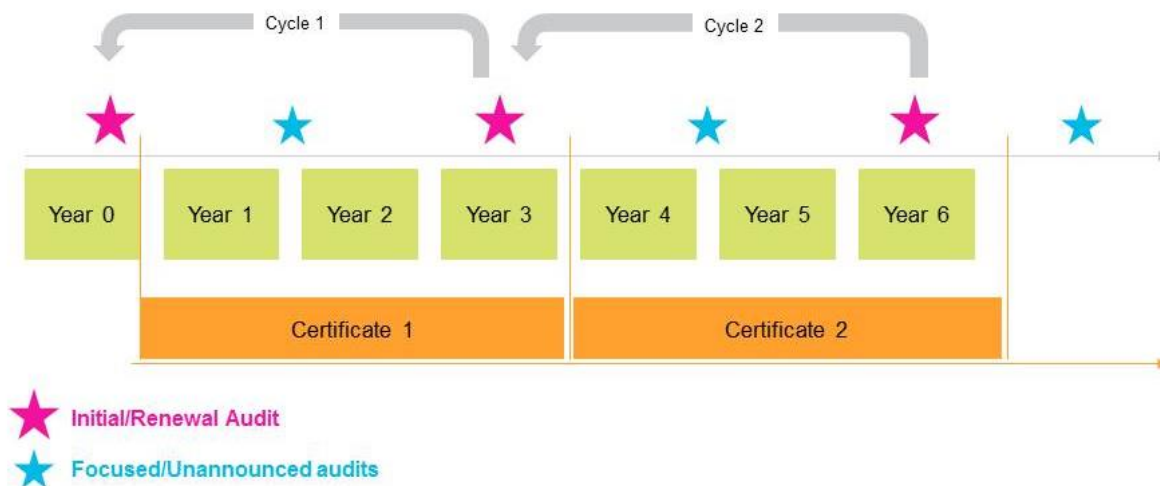 Cycle 1
Cycle 2
Year 0
Year 1
Year 2
Year 3
Year 4
Year 5
Year 6
Certificate 1
Certificate 2
Initial/Renewal Audit
Focused/Unannounced audits